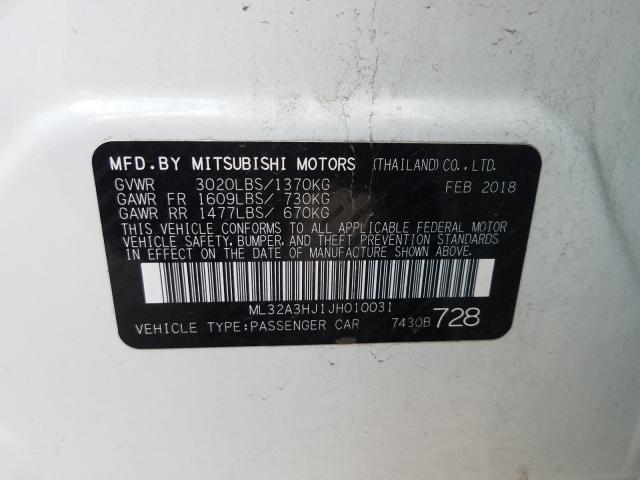 MFD.BY MITSUBISHI MOTORS (THAILAND)CO.,LTD.
GVWR 3020LBS/1370KG FEB 2018
GAWR FR 1609LBS/ 730KG
GAWR RR 1477LBS/ 670KG
THIS VEHICLE CONFORMS TO ALL APPLICABLE FEDERAL MOTOR
VEHICLE SAFETY, BUMPER, AND THEFT PREVENTION STANDARDS
IN EFFECT ON THE DATE OF MANUFACTURE SHOWN ABOVE.
ML32A3HJ1JH010031
VEHICLE TYPE:PASSENGER CAR 7430B 728